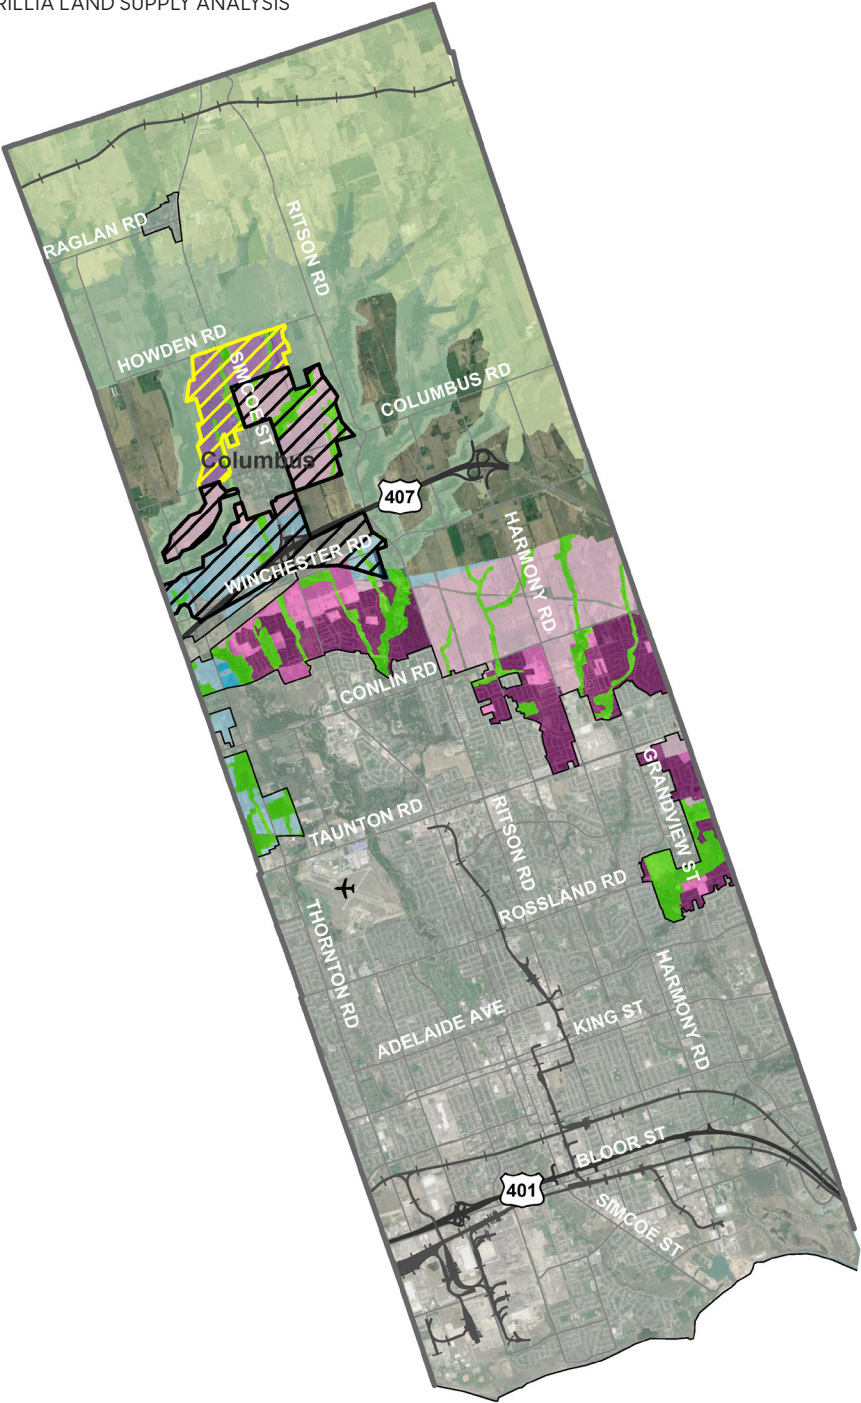 RILLIA LAND SUPPLY ANALYSIS
RAGLAN RD
RITSON RD
HOWDEN RD
SIMCOE ST
COLUMBUS RD
Columbus
407
HARMONY RD
WINCHESTER RD
CONLIN RD
GRANDVIEW ST
TAUNTON RD
RITSON RD
ROSSLAND RD
THORNTON RD
HARMONY RD
ADELAIDE AVE
KING ST
BLOOR ST
401
SIMCOE ST